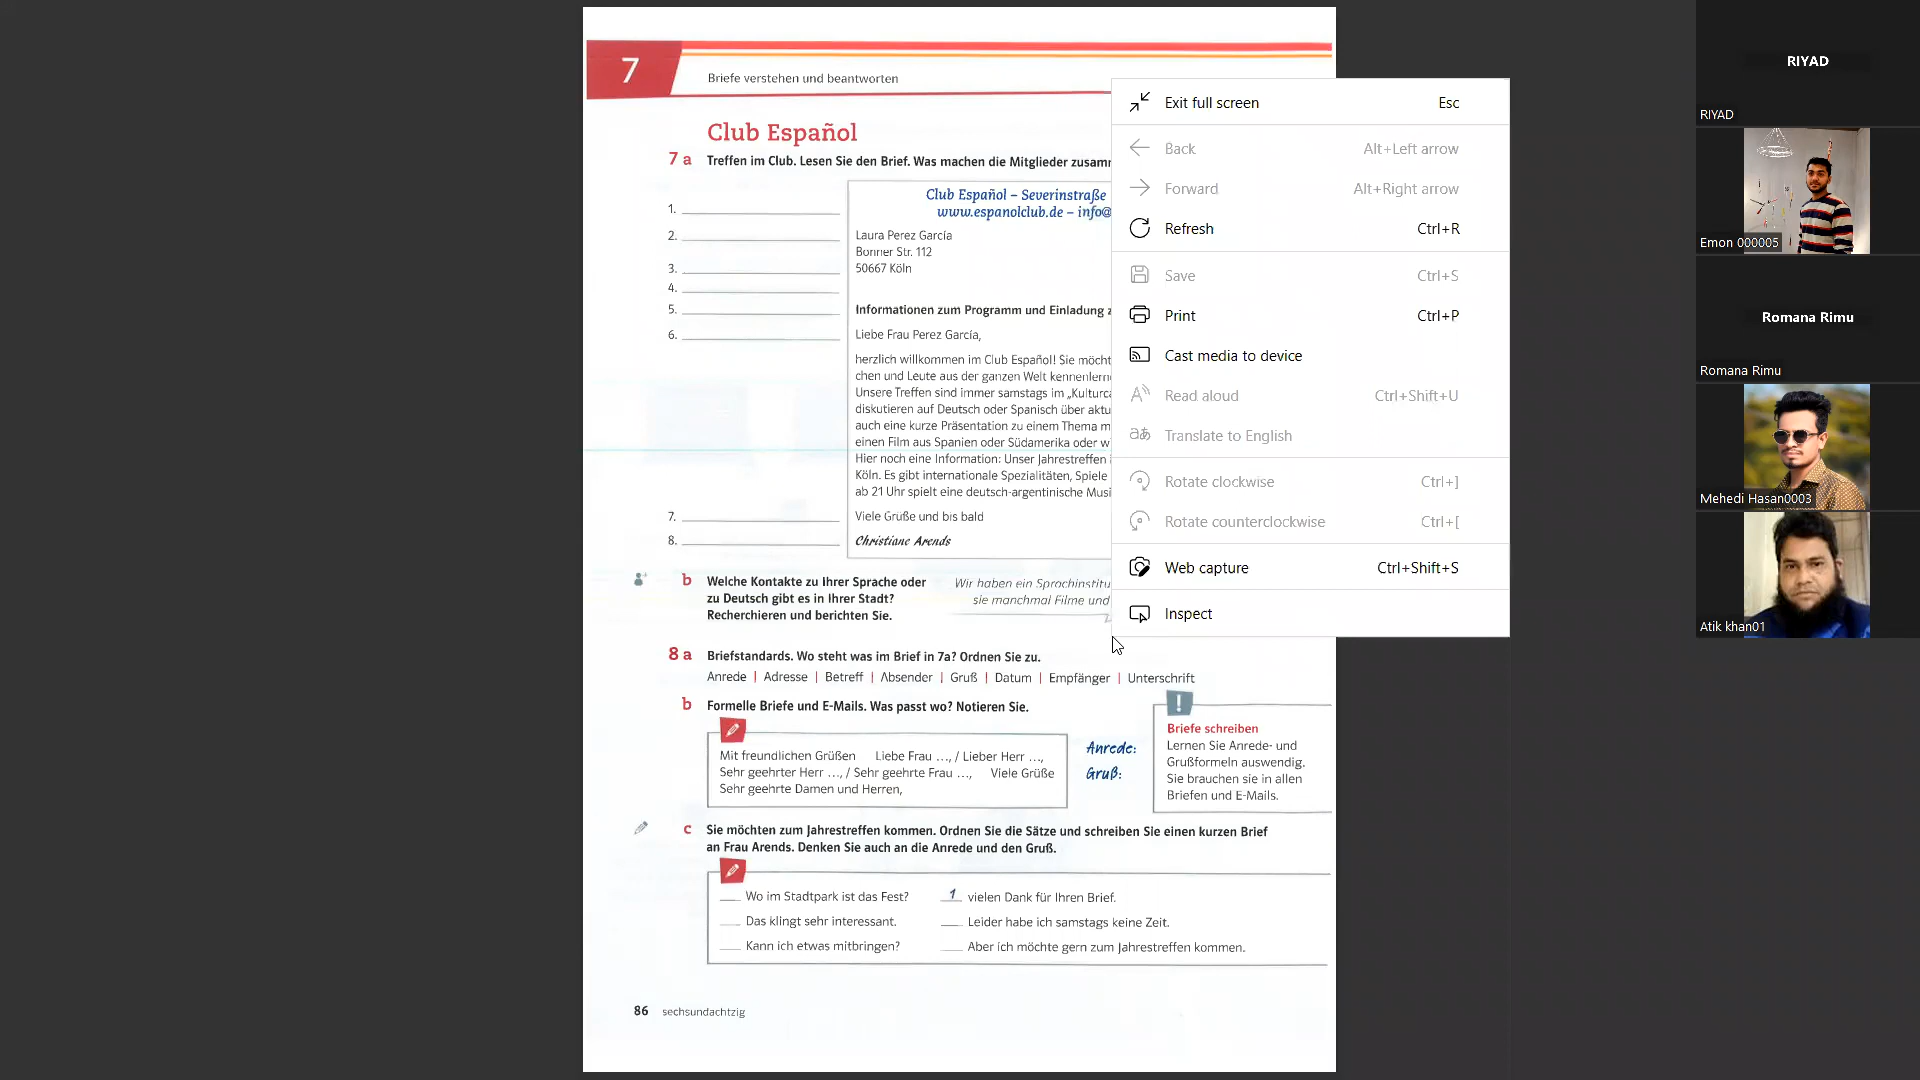 7
Briefe verstehen und beantworten
Club Español
7 a Treffen im Club. Lesen Sie den Brief. Was machen die Mitglieder
Club Español – Severinstraße
www.espanolclub.de – info@
1.
2.
3.
4.
5.
6.
Laura Perez García
Bonner Str. 112
50667 Köln
Informationen zum Programm und Einladung
Liebe Frau Perez García,
herzlich willkommen im Club Español! Sie
chen und Leute aus der ganzen Welt
Unsere Treffen sind immer samstags im
diskutieren auf Deutsch oder Spanisch über
auch eine kurze Präsentation zu einem Thema
einen Film aus Spanien oder Südamerika oder
Hier noch eine Information: Unser Jahrestreffen
Köln. Es gibt internationale Spezialitäten, Spiele
ab 21 Uhr spielt eine deutsch-argentinische
7. Viele Grüße und bis bald
8. Christiane Arends
b Welche Kontakte zu Ihrer Sprache oder
zu Deutsch gibt es in Ihrer Stadt?
Recherchieren und berichten Sie.
Wir haben ein
sie manchmal Filme und
8 a Briefstandards. Wo steht was im Brief in 7a? Ordnen Sie zu.
Anrede | Adresse | Betreff | Absender | Gruß | Datum | Empfänger | Unterschrift
b Formelle Briefe und E-Mails. Was passt wo? Notieren Sie.
Mit freundlichen Grüßen Liebe Frau …, / Lieber Herr …,
Sehr geehrter Herr …, / Sehr geehrte Frau …, Viele Grüße
Sehr geehrte Damen und Herren,
Anrede:
Gruß:
!
Briefe schreiben
Lernen Sie Anrede- und
Grußformeln auswendig.
Sie brauchen sie in allen
Briefen und E-Mails.
c Sie möchten zum Jahrestreffen kommen. Ordnen Sie die Sätze und schreiben Sie einen kurzen Brief
an Frau Arends. Denken Sie auch an die Anrede und den Gruß.
Wo im Stadtpark ist das Fest? 1 vielen Dank für Ihren Brief.
Das klingt sehr interessant. Leider habe ich samstags keine Zeit.
Kann ich etwas mitbringen? Aber ich möchte gern zum Jahrestreffen kommen.
86 sechsundachtzig
Exit full screen Esc
Back Alt+Left arrow
Forward Alt+Right arrow
Refresh Ctrl+R
Save Ctrl+S
Print Ctrl+P
Cast media to device
Read aloud Ctrl+Shift+U
Translate to English
Rotate clockwise Ctrl+]
Rotate counterclockwise Ctrl+[
Web capture Ctrl+Shift+S
Inspect
RIYAD
RIYAD
Emon 000005
Romana Rimu
Romana Rimu
Mehedi Hasan0003
Atik khan01